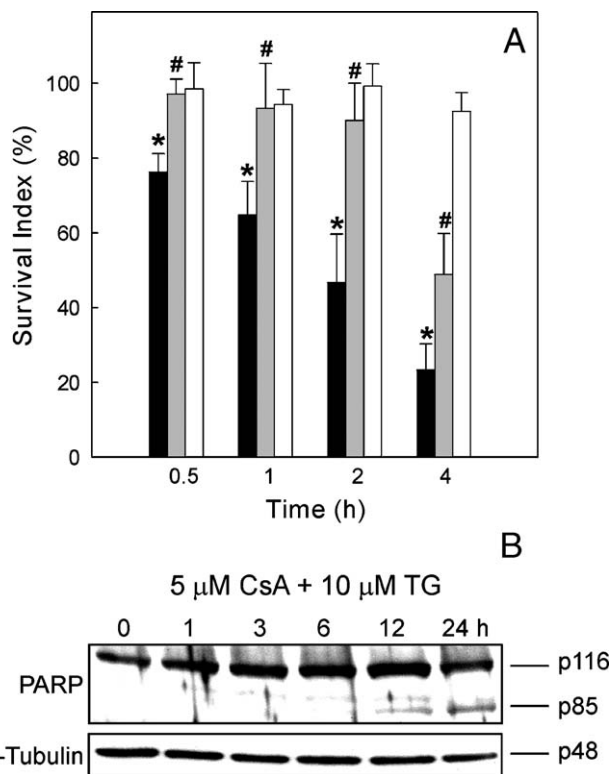 A
# # #
* * * # *
100
80
60
40
20
0
Survival Index (%)
0.5 1 2 4
Time (h)
B
5 μM CsA + 10 μM TG
0 1 3 6 12 24 h
PARP
p116
p85
-Tubulin
p48